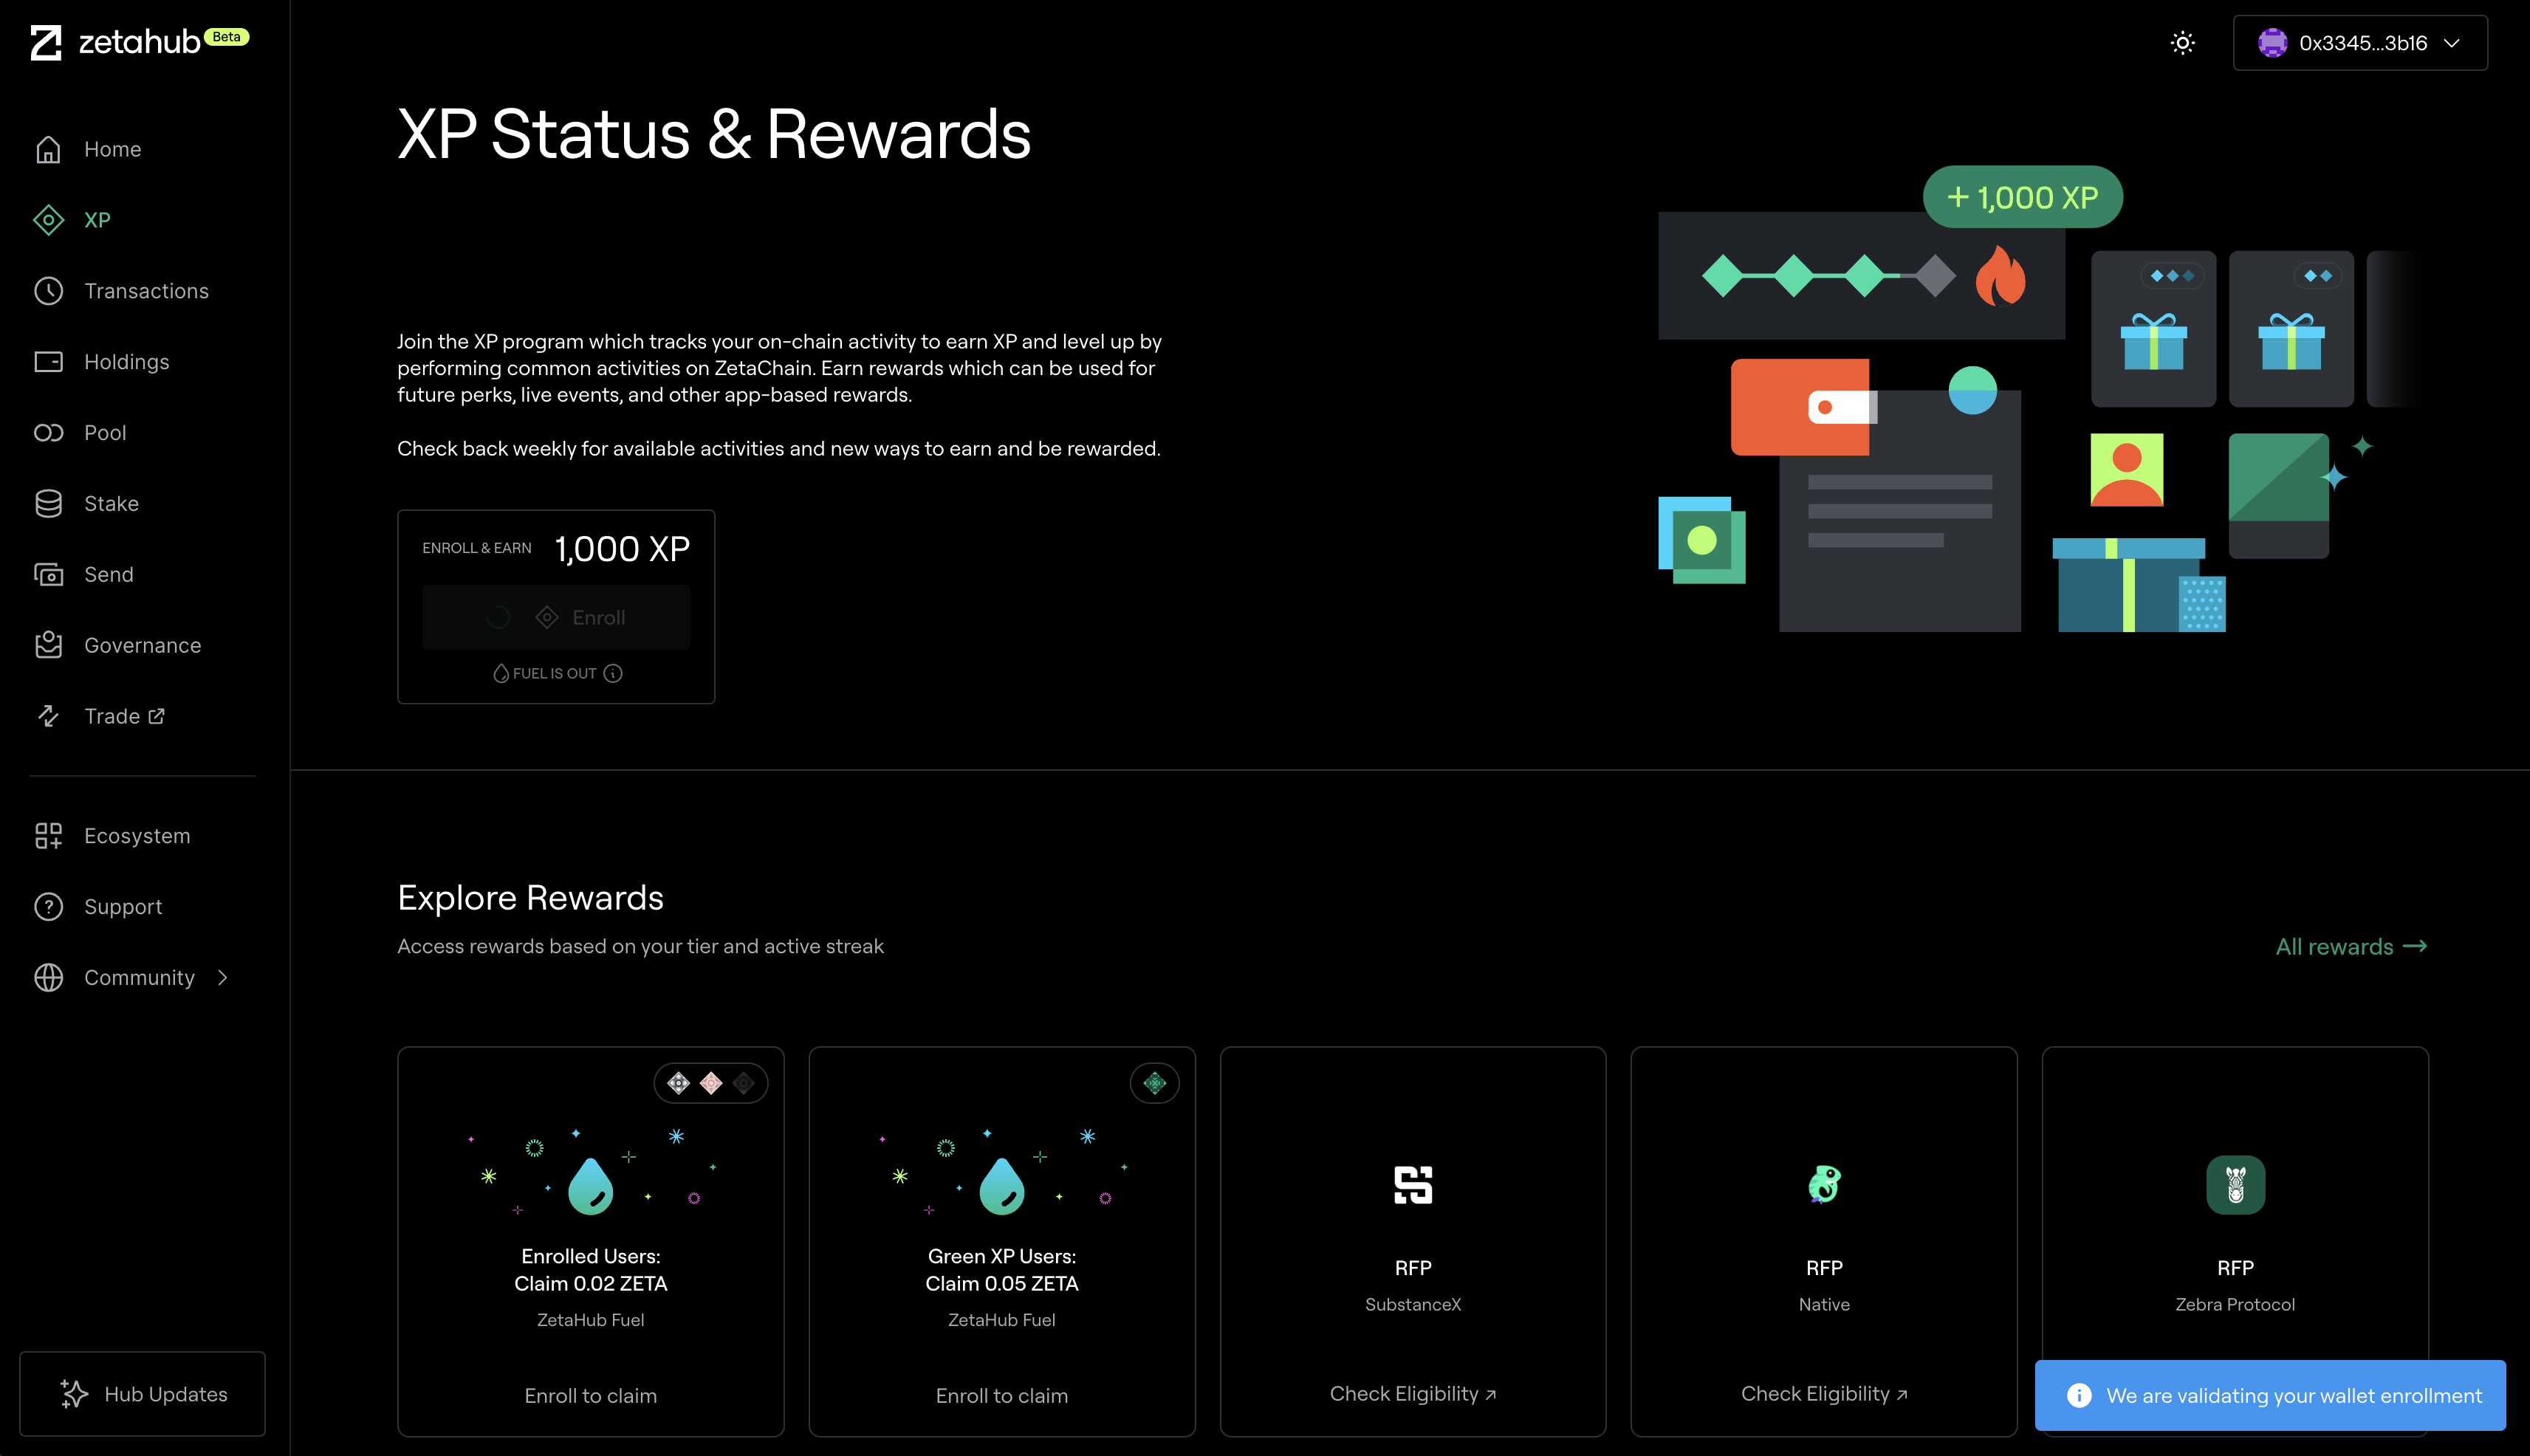 zetahub Beta
Home
XP
Transactions
Holdings
Pool
Stake
Send
Governance
Trade
Ecosystem
Support
Community
Hub Updates
0x3345...3b16
XP Status & Rewards
Join the XP program which tracks your on-chain activity to earn XP and level up by
performing common activities on ZetaChain. Earn rewards which can be used for
future perks, live events, and other app-based rewards.
Check back weekly for available activities and new ways to earn and be rewarded.
ENROLL & EARN 1,000 XP
Enroll
FUEL IS OUT
+ 1,000 XP
Explore Rewards
Access rewards based on your tier and active streak
All rewards →
Enrolled Users:
Claim 0.02 ZETA
ZetaHub Fuel
Enroll to claim
Green XP Users:
Claim 0.05 ZETA
ZetaHub Fuel
Enroll to claim
RFP
SubstanceX
Check Eligibility ↗
RFP
Native
Check Eligibility ↗
RFP
Zebra Protocol
We are validating your wallet enrollment